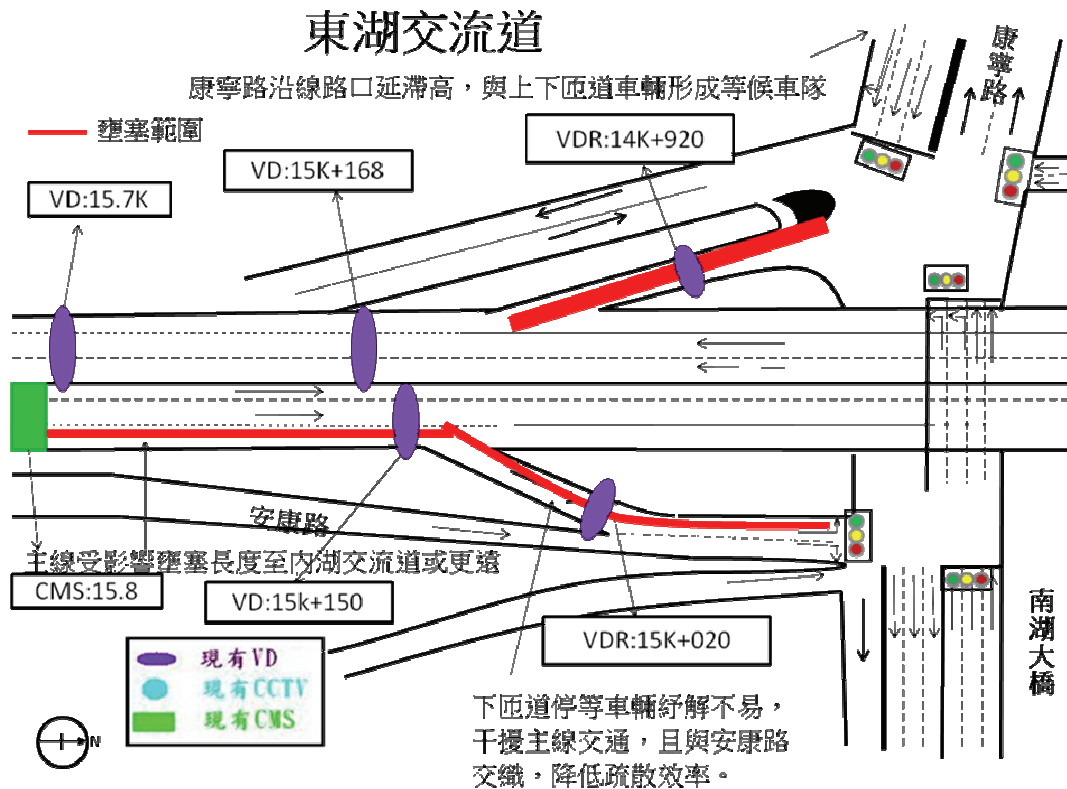 東湖交流道
康寧路沿線路口延滯高，與上下匝道車輛形成等候車隊
康寧路
壅塞範圍
VDR:14K+920
VD:15K+168
VD:15.7K
安康路
主線受影響壅塞長度至內湖交流道或更遠
CMS:15.8
VD:15k+150
VDR:15K+020
南湖大橋
現有VD
現有CCTV
現有CMS
下匝道停等車輛紓解不易，
干擾主線交通，且與安康路
交織，降低疏散效率。
N